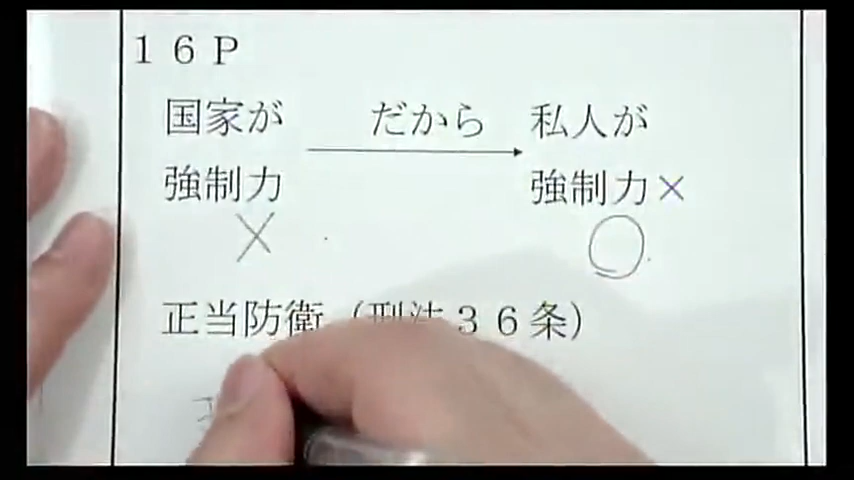 16P
国家が だから 私人が
強制力 強制力×
× ○
正当防衛（刑法36条）